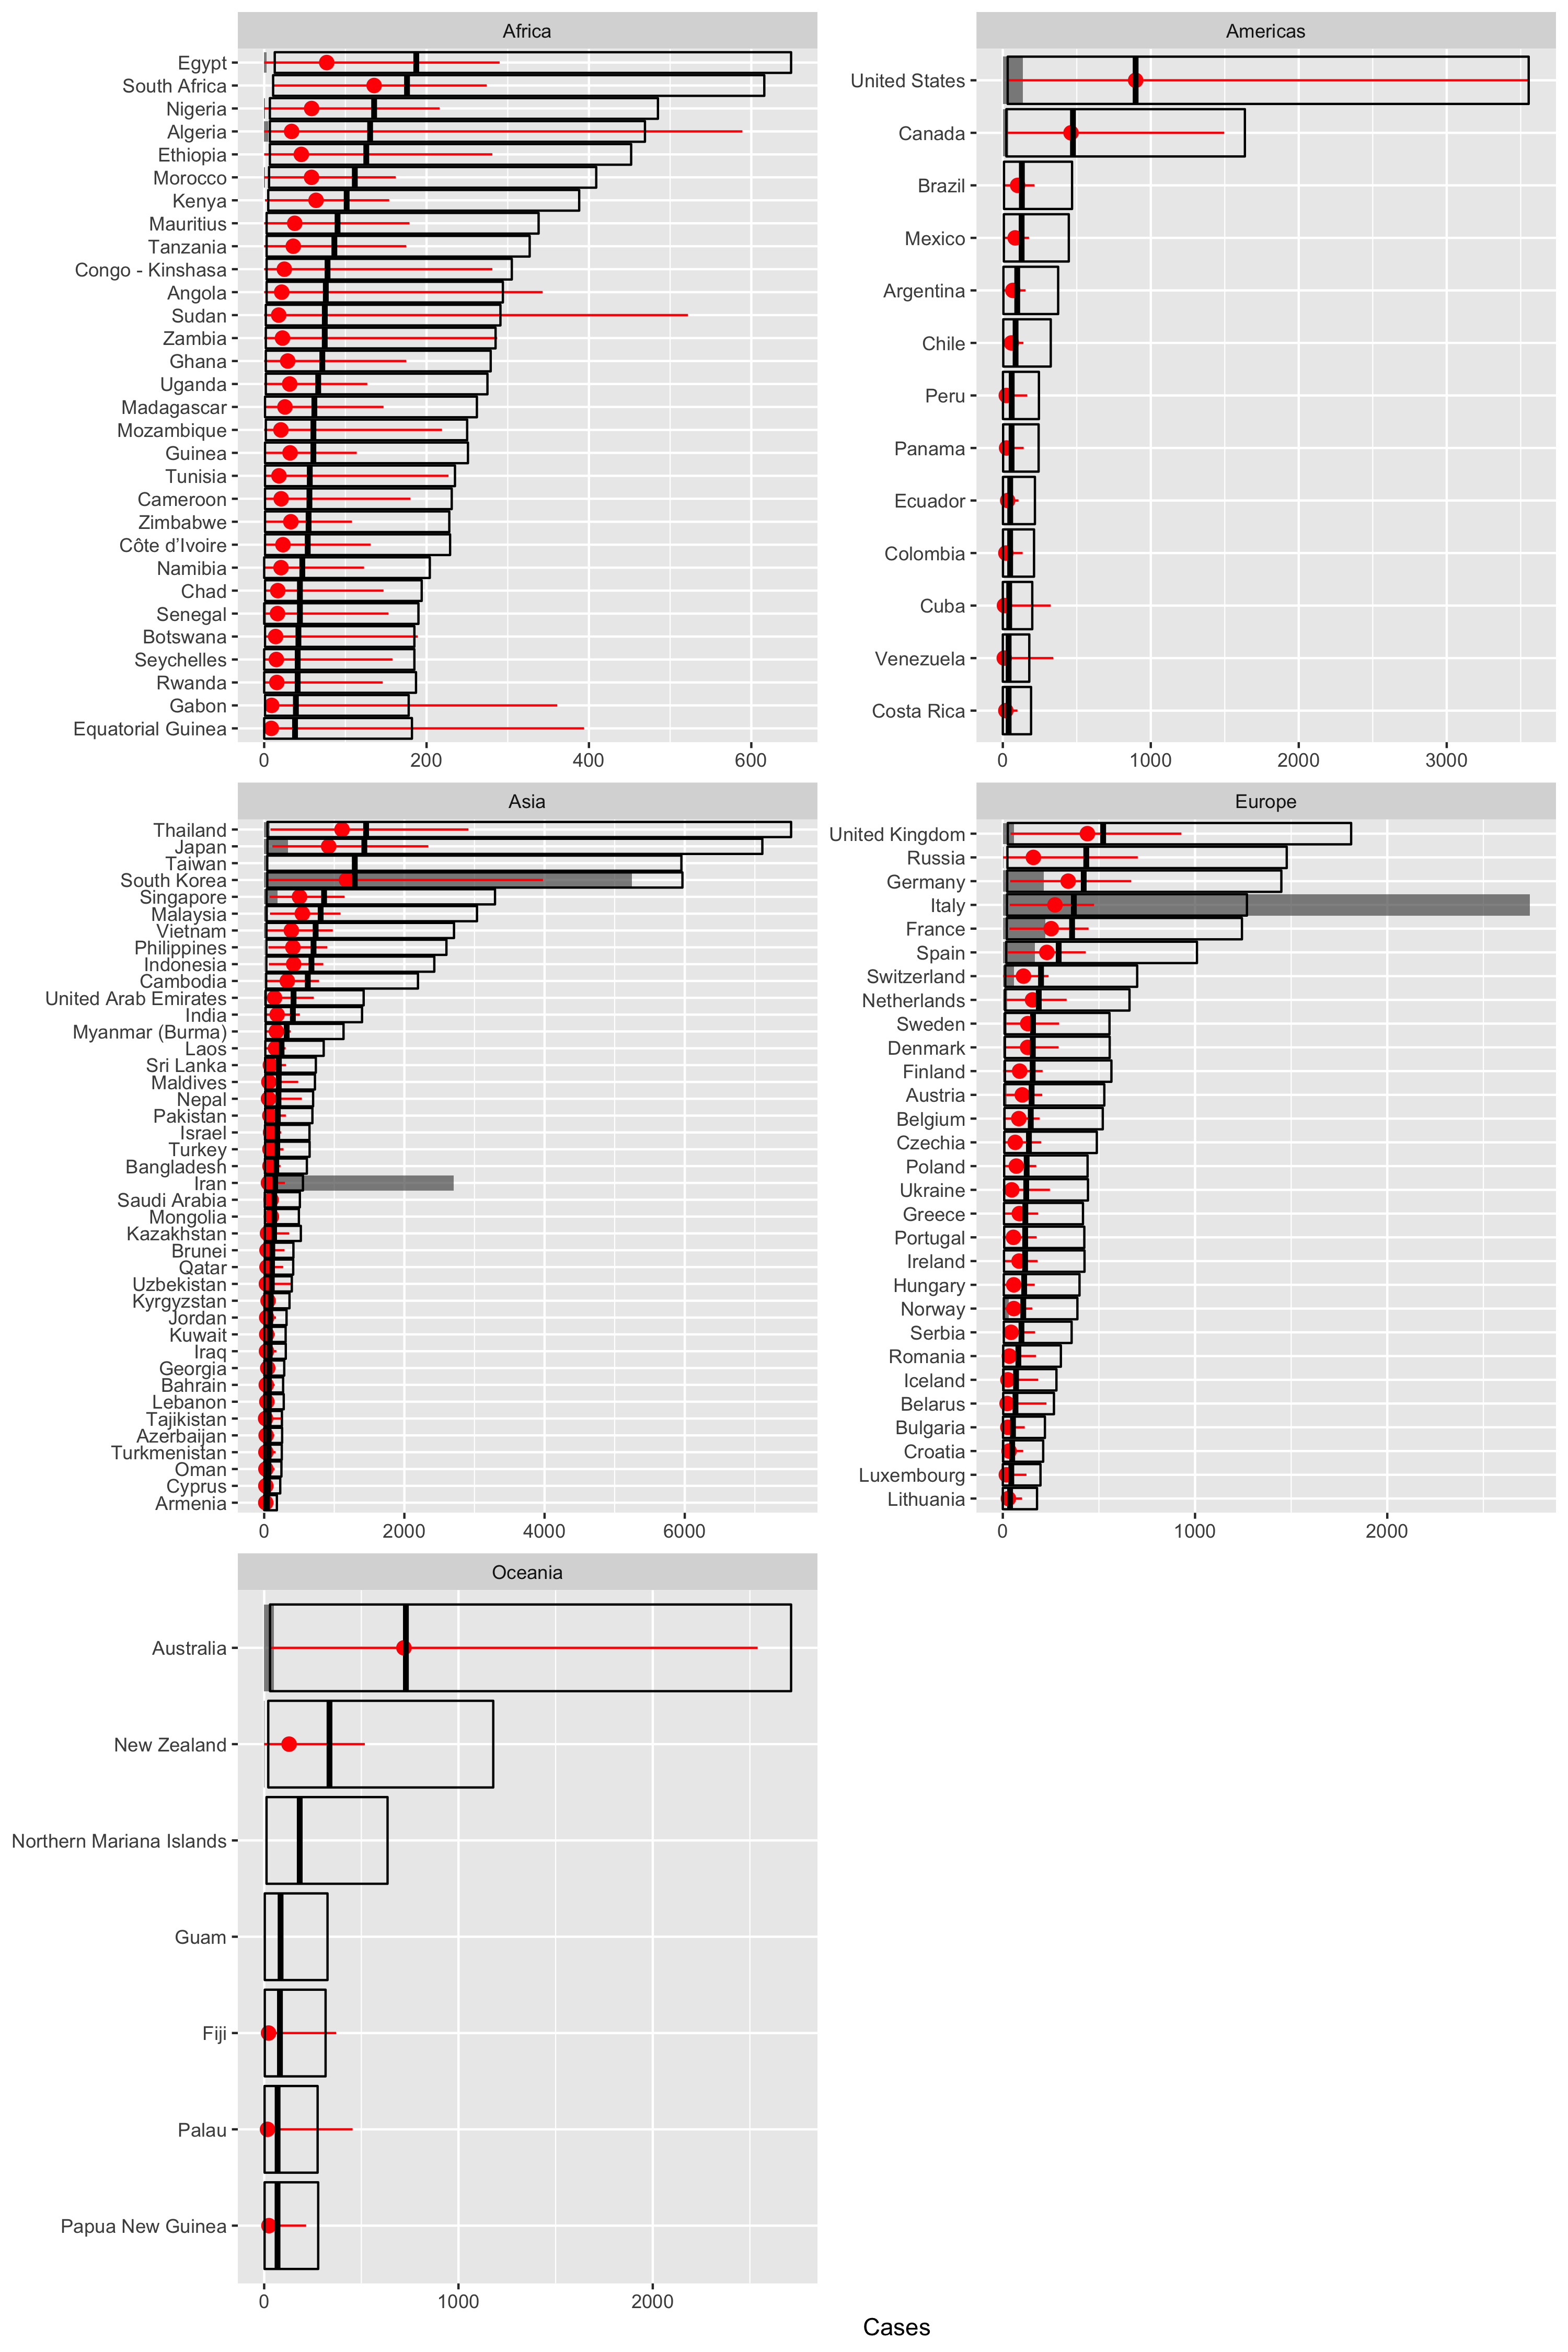 Africa
Egypt
South Africa
Nigeria
Algeria
Ethiopia
Morocco
Kenya
Mauritius
Tanzania
Congo - Kinshasa
Angola
Sudan
Zambia
Ghana
Uganda
Madagascar
Mozambique
Guinea
Tunisia
Cameroon
Zimbabwe
Côte d’Ivoire
Namibia
Chad
Senegal
Botswana
Seychelles
Rwanda
Gabon
Equatorial Guinea
0 200 400 600
Americas
United States
Canada
Brazil
Mexico
Argentina
Chile
Peru
Panama
Ecuador
Colombia
Cuba
Venezuela
Costa Rica
0 1000 2000 3000
Asia
Thailand
Japan
Taiwan
South Korea
Singapore
Malaysia
Vietnam
Philippines
Indonesia
Cambodia
United Arab Emirates
India
Myanmar (Burma)
Laos
Sri Lanka
Maldives
Nepal
Pakistan
Israel
Turkey
Bangladesh
Iran
Saudi Arabia
Mongolia
Kazakhstan
Brunei
Qatar
Uzbekistan
Kyrgyzstan
Jordan
Kuwait
Iraq
Georgia
Bahrain
Lebanon
Tajikistan
Azerbaijan
Turkmenistan
Oman
Cyprus
Armenia
0 2000 4000 6000
Europe
United Kingdom
Russia
Germany
Italy
France
Spain
Switzerland
Netherlands
Sweden
Denmark
Finland
Austria
Belgium
Czechia
Poland
Ukraine
Greece
Portugal
Ireland
Hungary
Norway
Serbia
Romania
Iceland
Belarus
Bulgaria
Croatia
Luxembourg
Lithuania
0 1000 2000
Oceania
Australia
New Zealand
Northern Mariana Islands
Guam
Fiji
Palau
Papua New Guinea
0 1000 2000
Cases